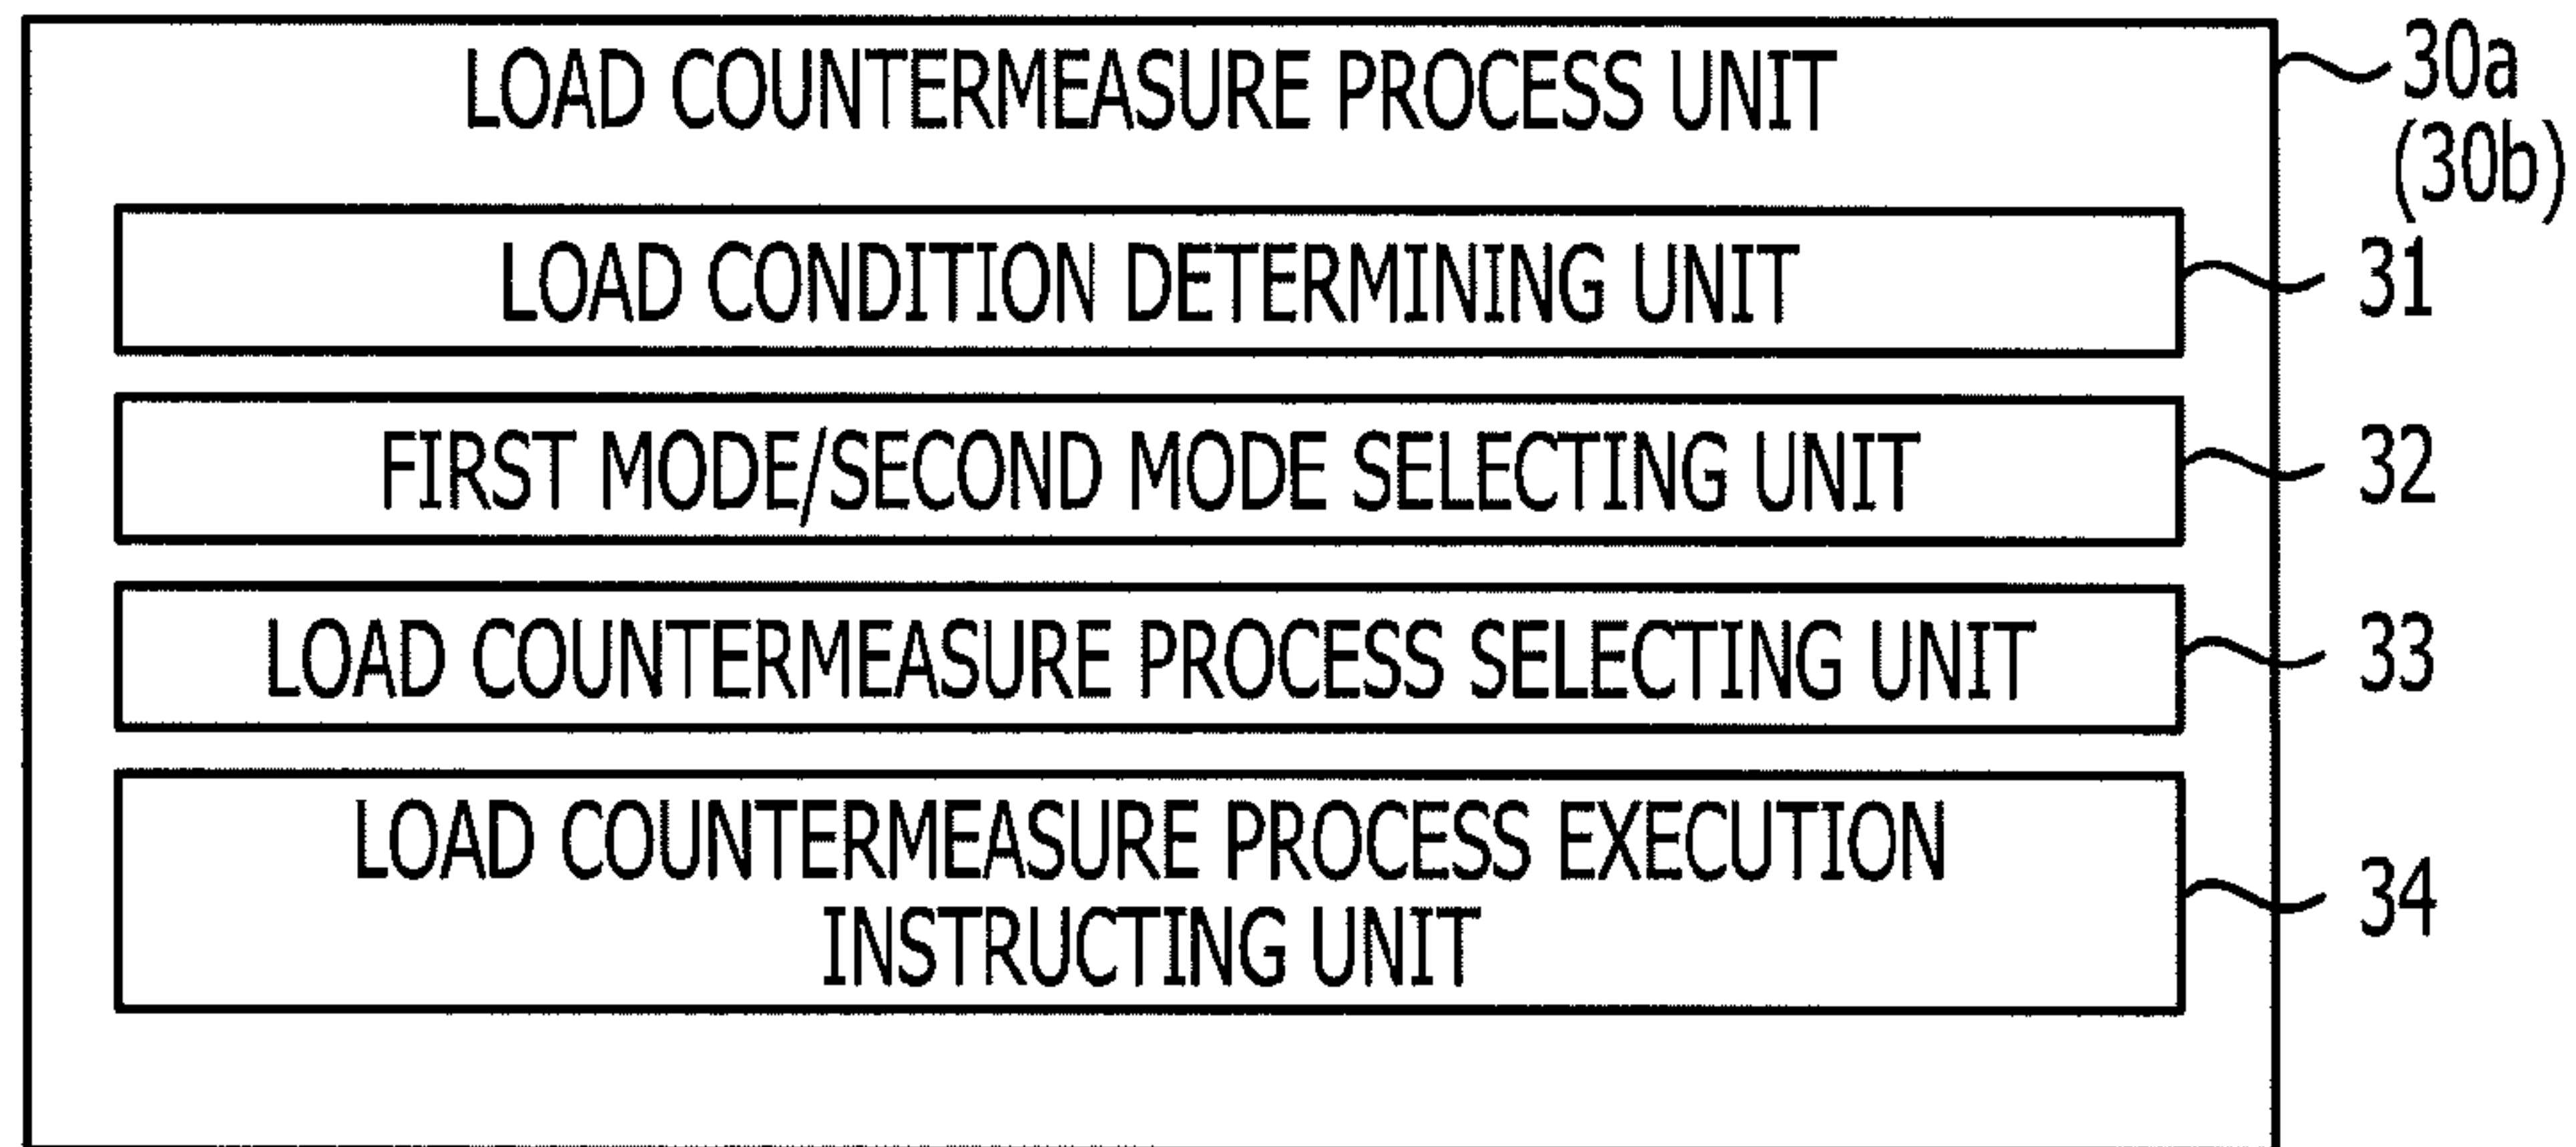 LOAD COUNTERMEASURE PROCESS UNIT
30a
(30b)
LOAD CONDITION DETERMINING UNIT
31
FIRST MODE/SECOND MODE SELECTING UNIT
32
LOAD COUNTERMEASURE PROCESS SELECTING UNIT
33
LOAD COUNTERMEASURE PROCESS EXECUTION
INSTRUCTING UNIT
34